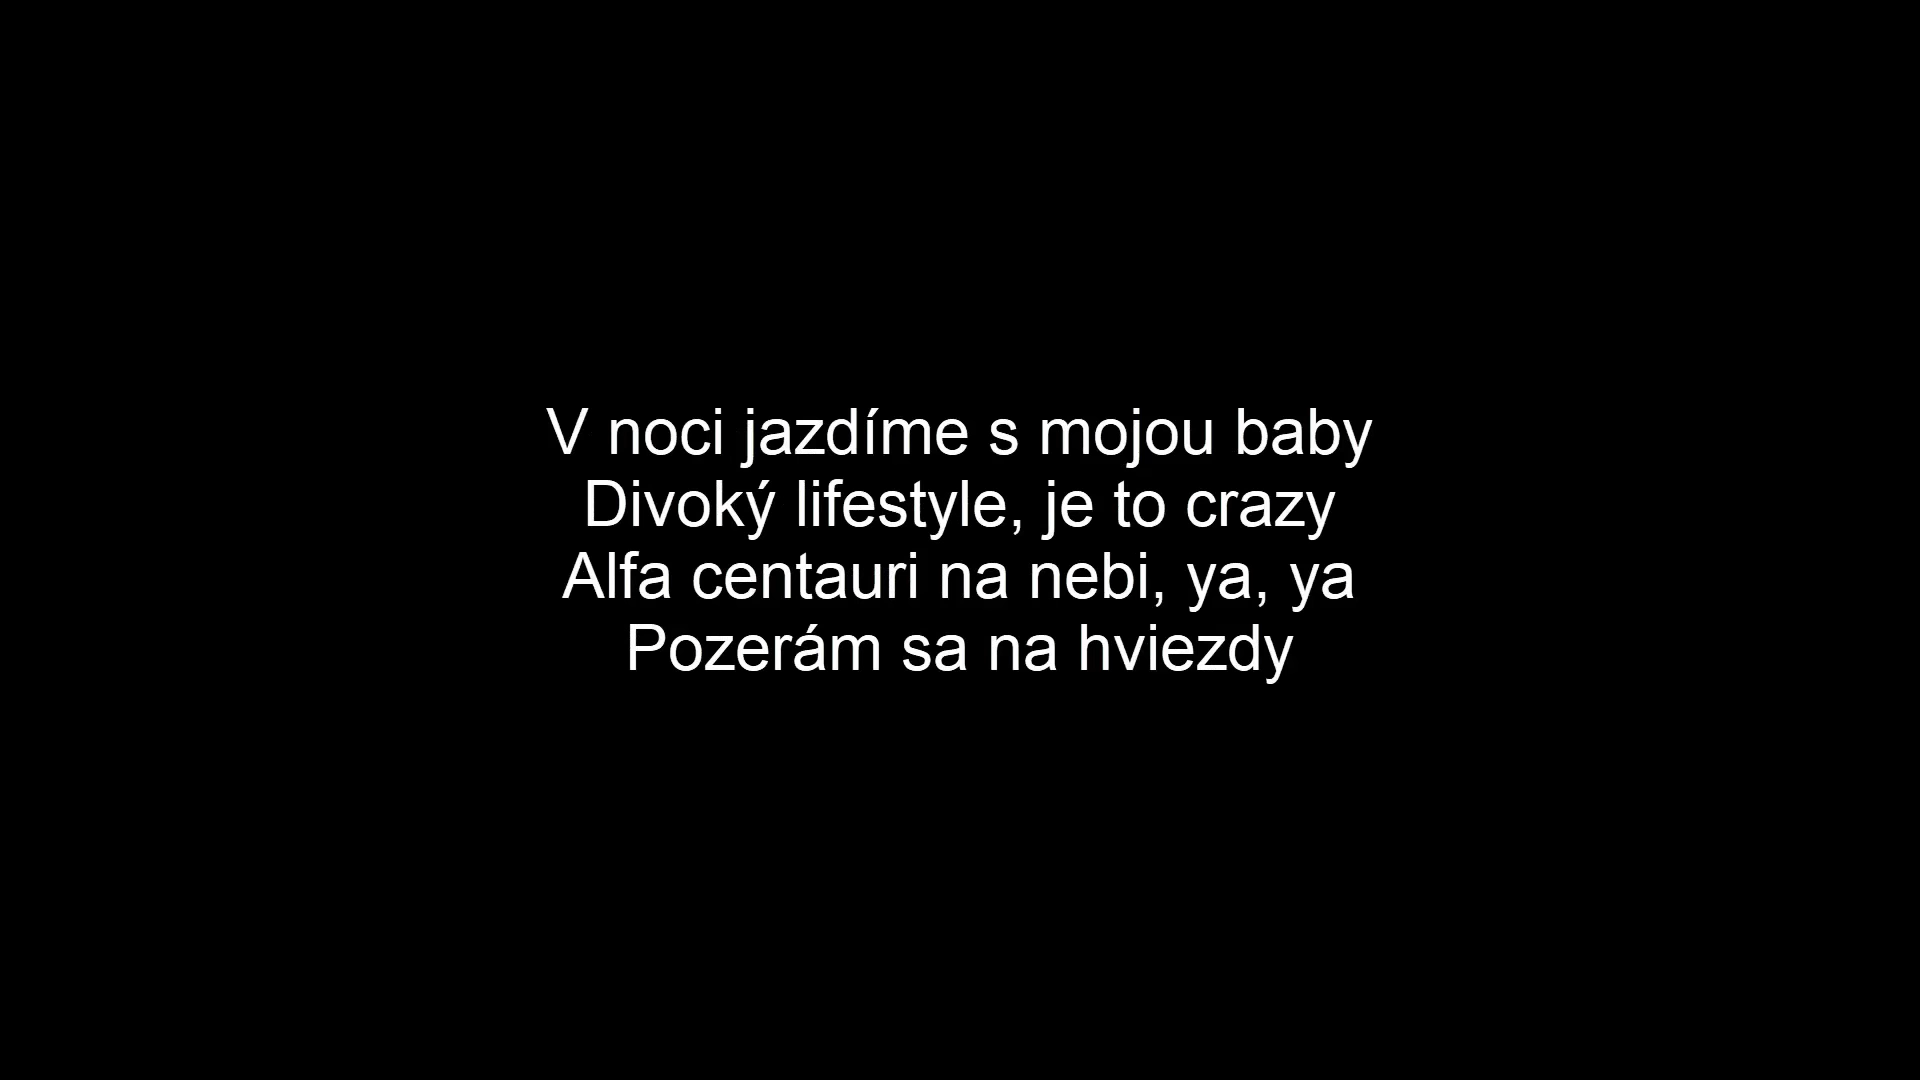 V noci jazdíme s mojou baby
Divoký lifestyle, je to crazy
Alfa centauri na nebi, ya, ya
Pozerám sa na hviezdy